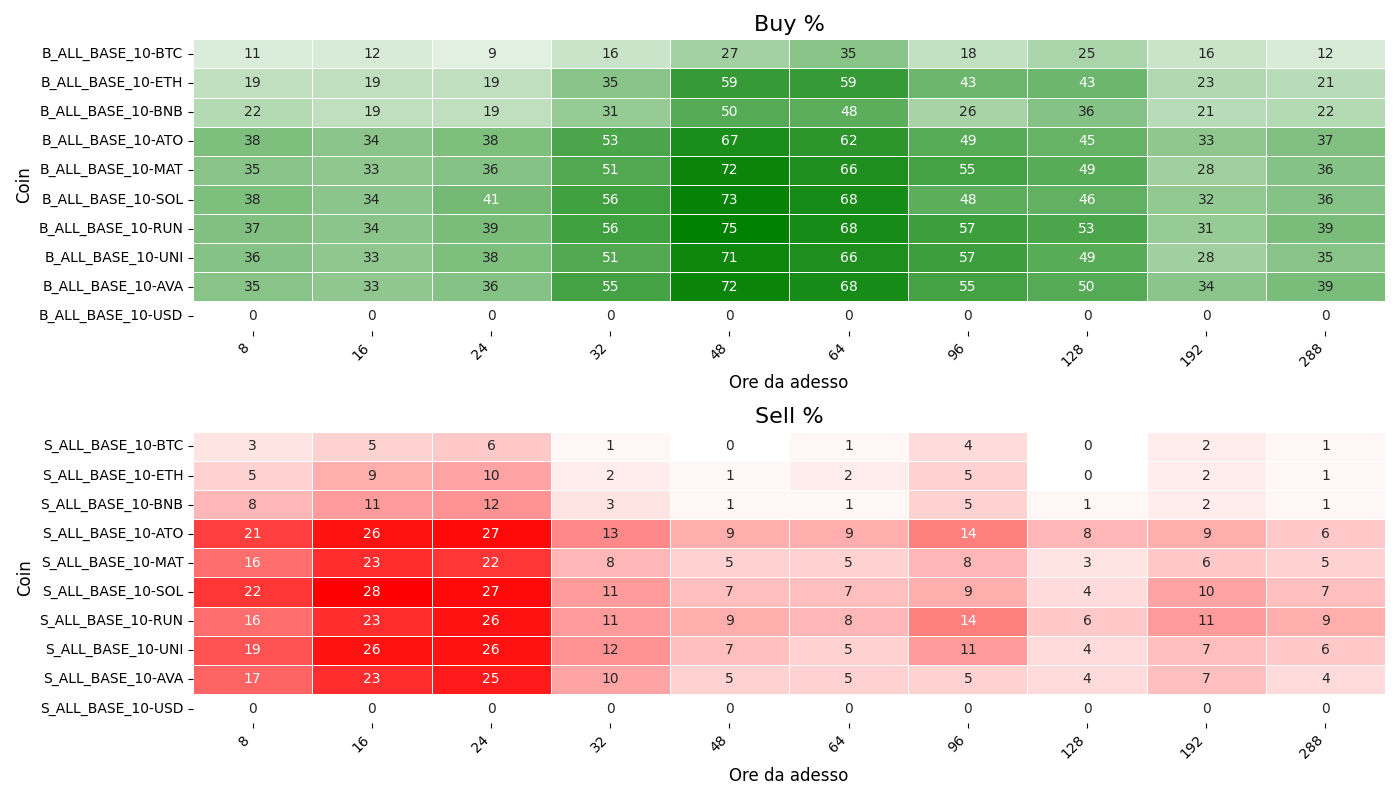 Buy %
B_ALL_BASE_10-BTC 11 12 9 16 27 35 18 25 16 12
B_ALL_BASE_10-ETH 19 19 19 35 59 59 43 43 23 21
B_ALL_BASE_10-BNB 22 19 19 31 50 48 26 36 21 22
B_ALL_BASE_10-ATO 38 34 38 53 67 62 49 45 33 37
B_ALL_BASE_10-MAT 35 33 36 51 72 66 55 49 28 36
Coin
B_ALL_BASE_10-SOL 38 34 41 56 73 68 48 46 32 36
B_ALL_BASE_10-RUN 37 34 39 56 75 68 57 53 31 39
B_ALL_BASE_10-UNI 36 33 38 51 71 66 57 49 28 35
B_ALL_BASE_10-AVA 35 33 36 55 72 68 55 50 34 39
B_ALL_BASE_10-USD 0 0 0 0 0 0 0 0 0 0
8 16 24 32 48 64 96 128 192 288
Ore da adesso
Sell %
S_ALL_BASE_10-BTC 3 5 6 1 0 1 4 0 2 1
S_ALL_BASE_10-ETH 5 9 10 2 1 2 5 0 2 1
S_ALL_BASE_10-BNB 8 11 12 3 1 1 5 1 2 1
S_ALL_BASE_10-ATO 21 26 27 13 9 9 14 8 9 6
S_ALL_BASE_10-MAT 16 23 22 8 5 5 8 3 6 5
Coin
S_ALL_BASE_10-SOL 22 28 27 11 7 7 9 4 10 7
S_ALL_BASE_10-RUN 16 23 26 11 9 8 14 6 11 9
S_ALL_BASE_10-UNI 19 26 26 12 7 5 11 4 7 6
S_ALL_BASE_10-AVA 17 23 25 10 5 5 5 4 7 4
S_ALL_BASE_10-USD 0 0 0 0 0 0 0 0 0 0
8 16 24 32 48 64 96 128 192 288
Ore da adesso